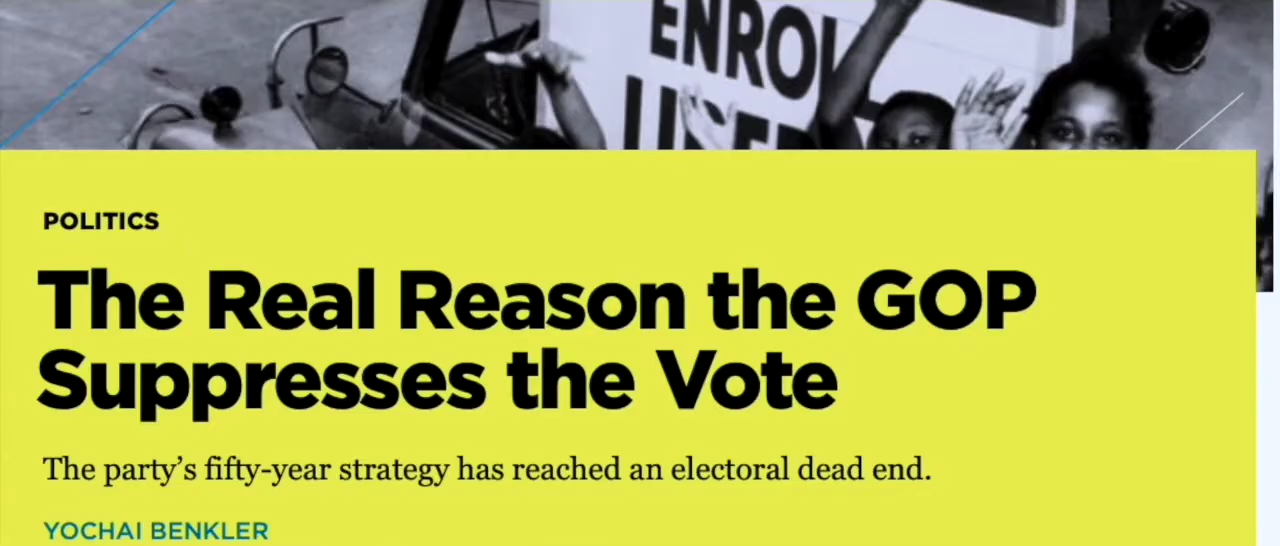 ENROL
POLITICS
The Real Reason the GOP
Suppresses the Vote
The party’s fifty-year strategy has reached an electoral dead end.
YOCHAI BENKLER